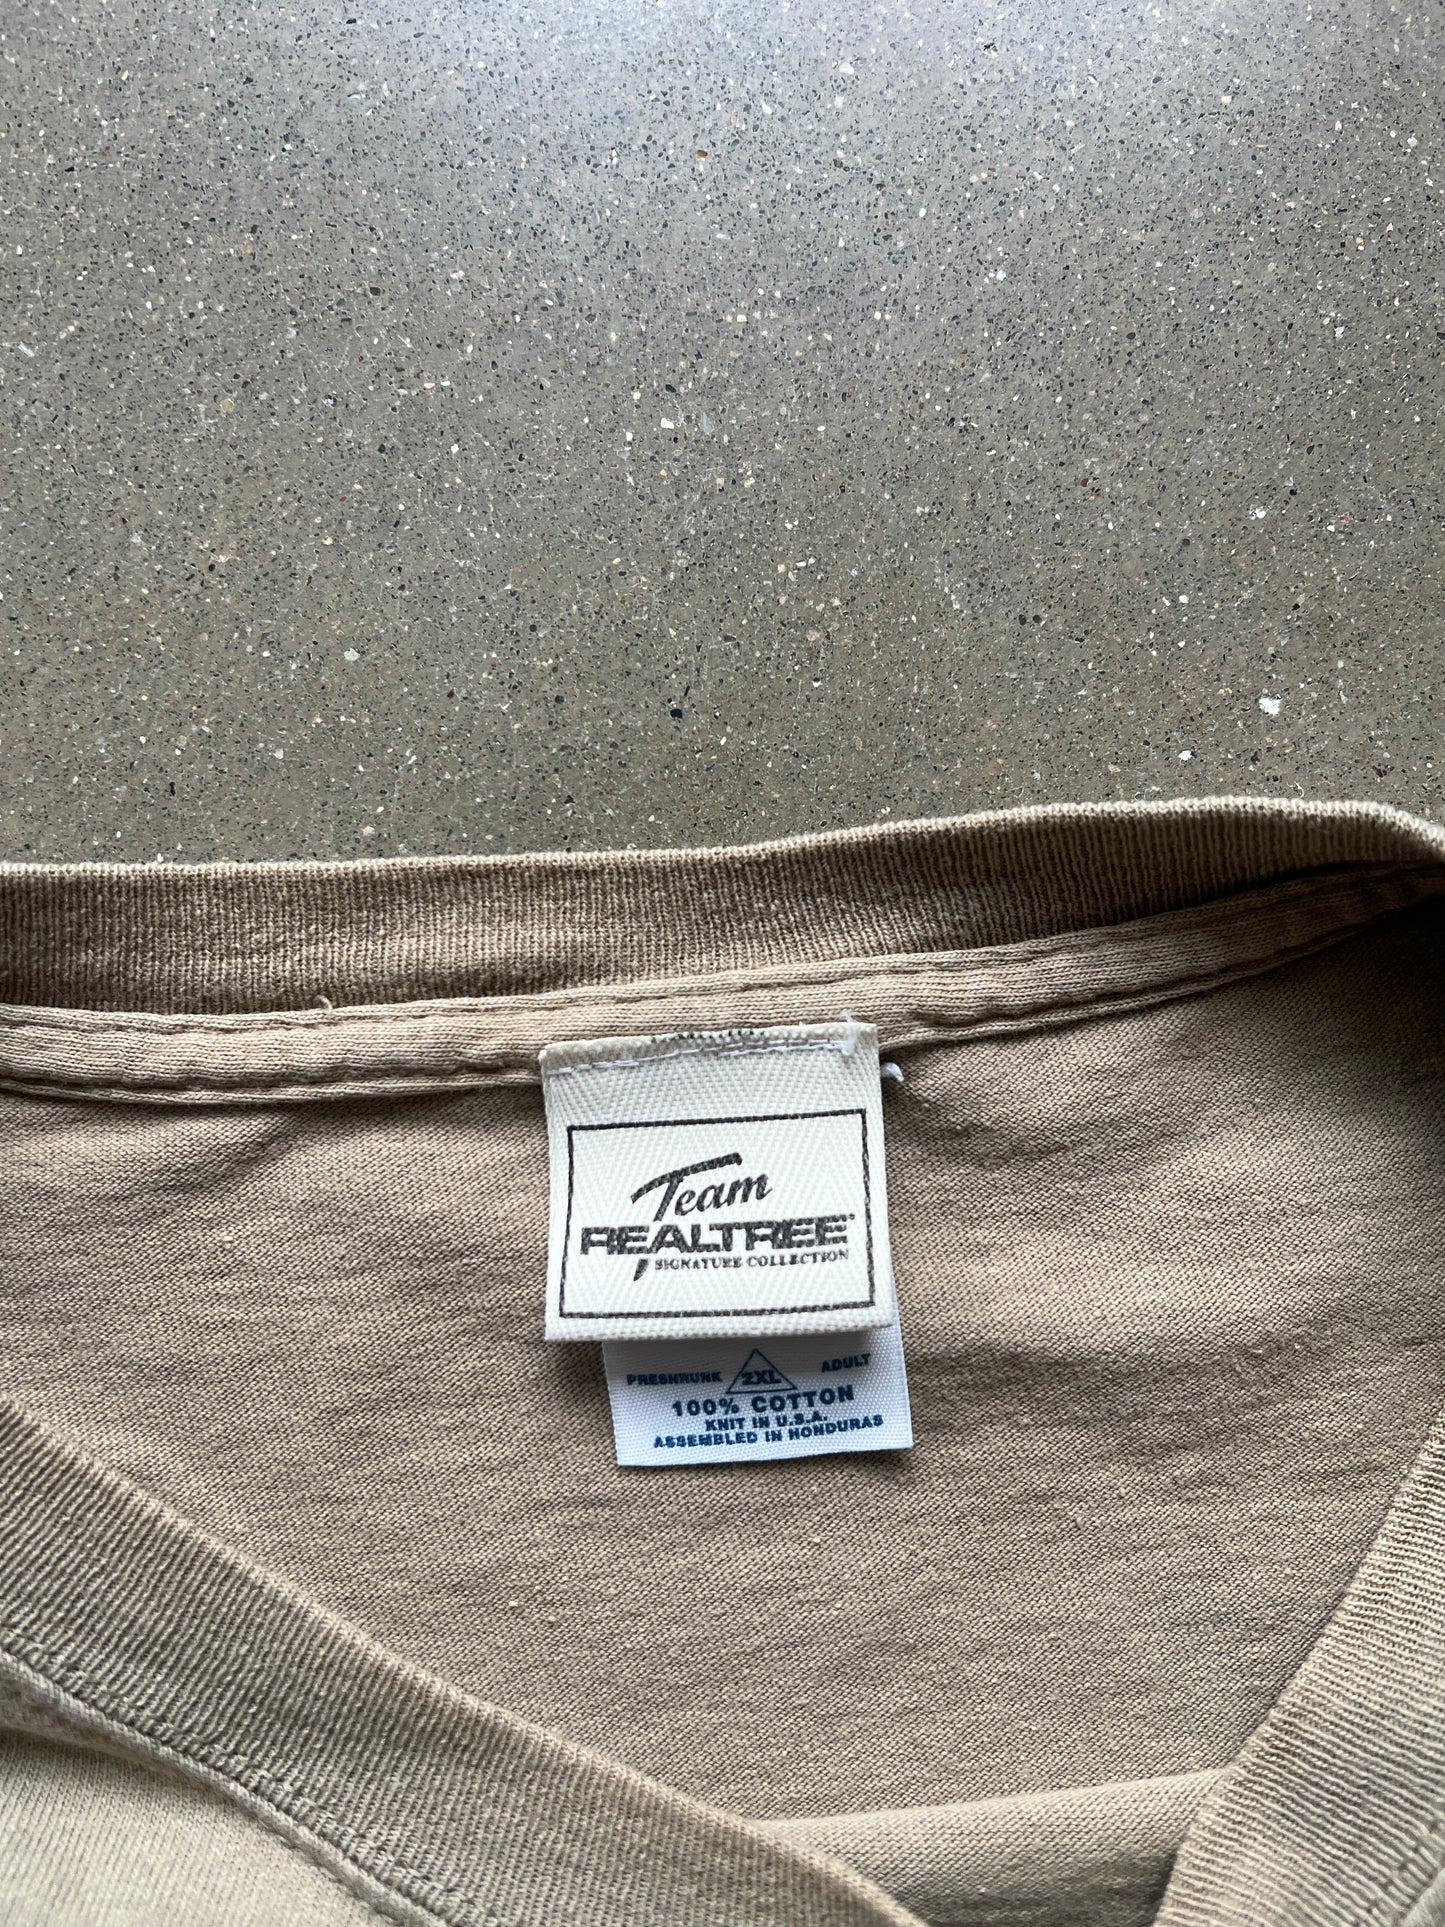 Team
REALTREE
SIGNATURE COLLECTION
PRESHRUNK 2XL ADULT
100% COTTON
KNIT IN U.S.A.
ASSEMBLED IN HONDURAS